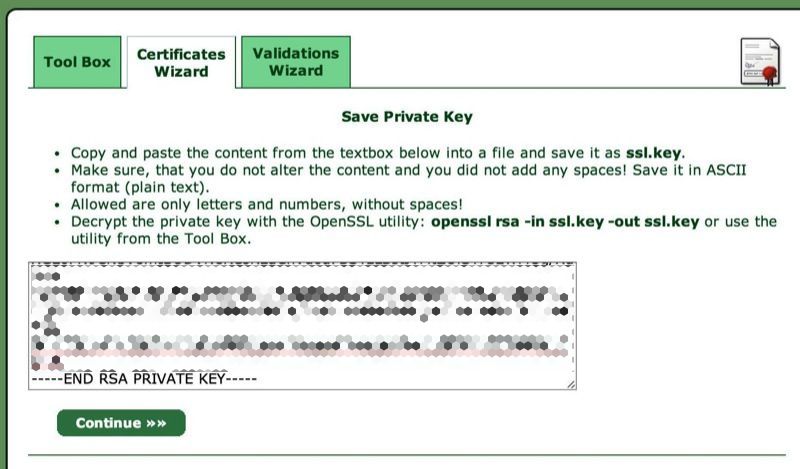 Tool Box
Certificates
Wizard
Validations
Wizard
Save Private Key
• Copy and paste the content from the textbox below into a file and save it as ssl.key.
• Make sure, that you do not alter the content and you did not add any spaces! Save it in ASCII
format (plain text).
• Allowed are only letters and numbers, without spaces!
• Decrypt the private key with the OpenSSL utility: openssl rsa -in ssl.key -out ssl.key or use the
utility from the Tool Box.
-----END RSA PRIVATE KEY-----
Continue »»